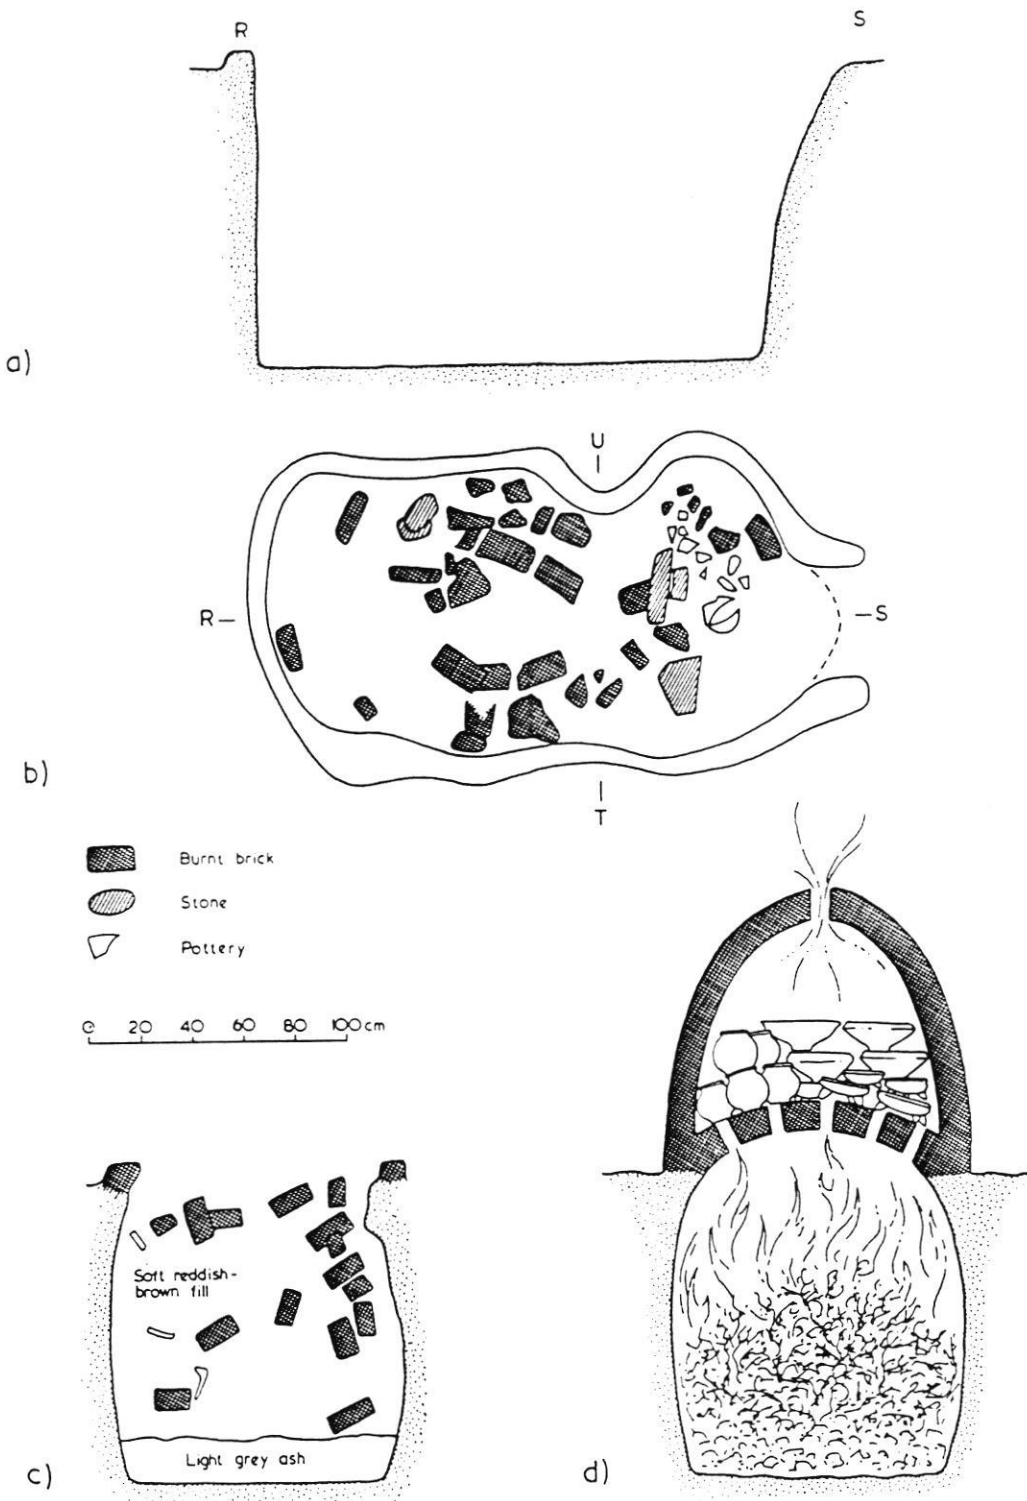 R
S
a)
U
R
S
b)
T
Burnt brick
Stone
Pottery
0 20 40 60 80 100 cm
Soft reddish-
brown fill
Light grey ash
c)
d)